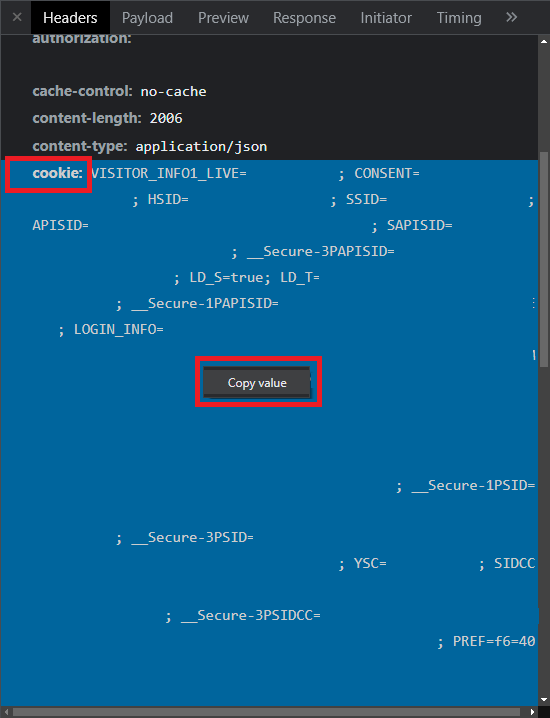 × Headers Payload Preview Response Initiator Timing »
authorization:
cache-control: no-cache
content-length: 2006
content-type: application/json
cookie: VISITOR_INFO1_LIVE= ; CONSENT=
; HSID= ; SSID= ;
APISID= ; SAPISID=
; __Secure-3PAPISID=
; LD_S=true; LD_T=
; __Secure-1PAPISID=
; LOGIN_INFO=
Copy value
; __Secure-1PSID=
; __Secure-3PSID=
; YSC= ; SIDCC
; __Secure-3PSIDCC=
; PREF=f6=40